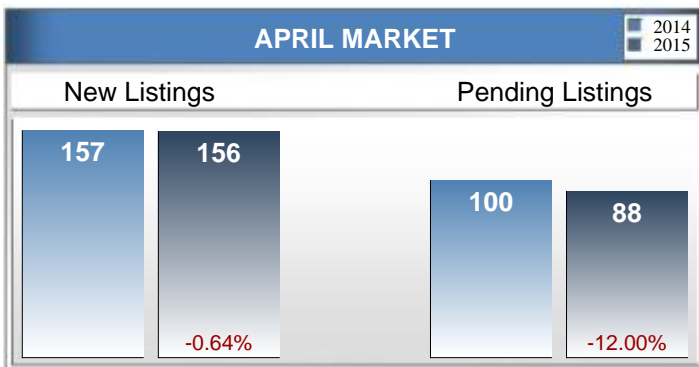 APRIL MARKET
2014
2015
New Listings
Pending Listings
157
156
100
88
-0.64%
-12.00%